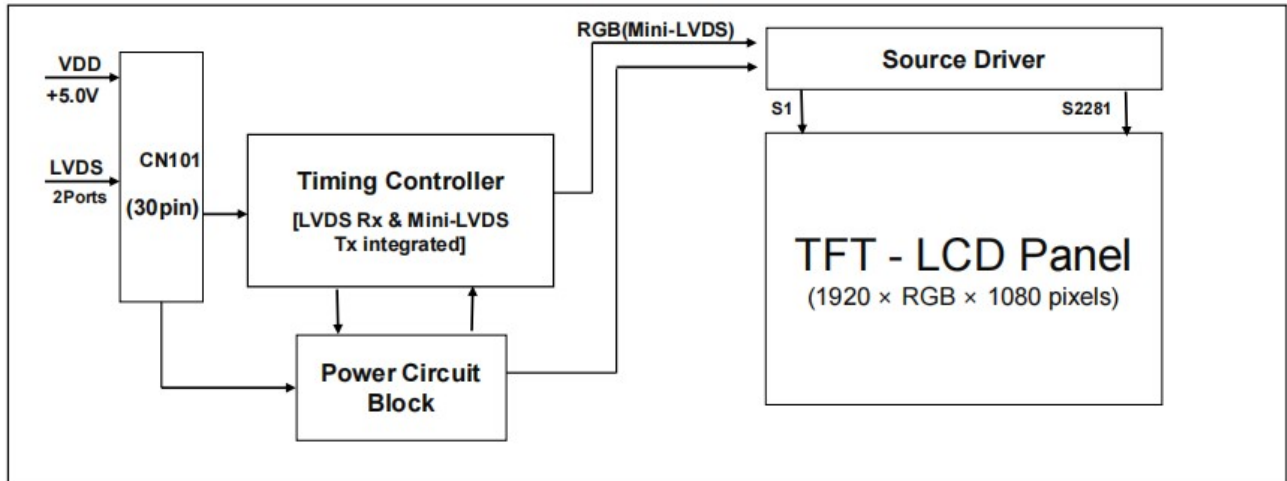 RGB(Mini-LVDS)
VDD
+5.0V
LVDS
2Ports
CN101
(30pin)
Timing Controller
[LVDS Rx & Mini-LVDS
Tx integrated]
Power Circuit
Block
Source Driver
S1
S2281
TFT - LCD Panel
(1920 × RGB × 1080 pixels)